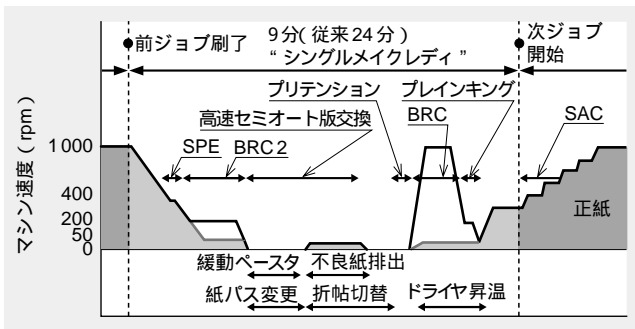 前ジョブ刷了
9分(従来24分)
“シングルメイクレディ”
次ジョブ
開始
プリテンション
プレインキング
高速セミオート版交換
BRC
SAC
SPE
BRC 2
マシン速度(rpm)
1 000
400
200
50
0
正紙
緩動ペースタ
不良紙排出
紙パス変更
折帖切替
ドライヤ昇温